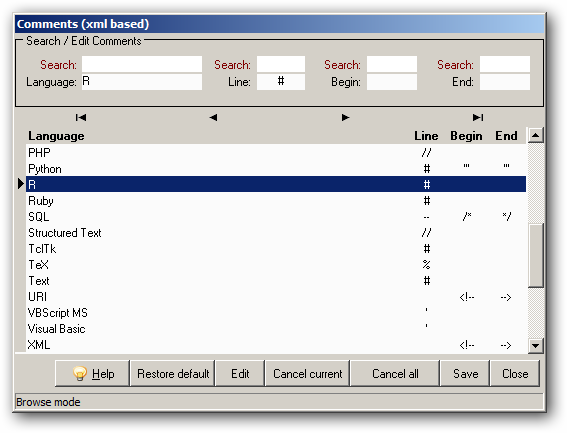 Comments (xml based)
Search / Edit Comments
Search: Search: Search: Search:
Language: R Line: # Begin: End:
Language Line Begin End
PHP //
Python # ''' '''
R #
Ruby #
SQL -- /* */
Structured Text //
TclTk #
TeX %
Text #
URI <!-- -->
VBScript MS '
Visual Basic '
XML <!-- -->
Help Restore default Edit Cancel current Cancel all Save Close
Browse mode